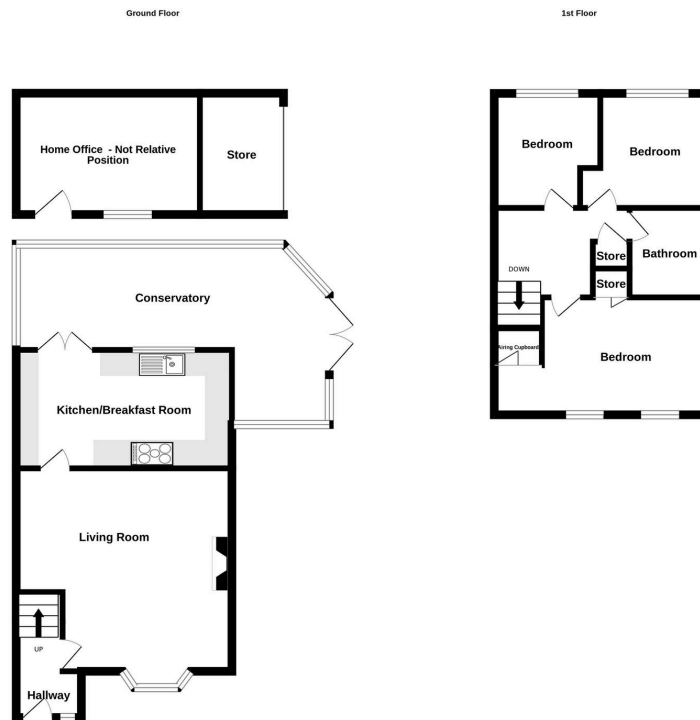 Ground Floor
1st Floor
Home Office - Not Relative
Position
Store
Conservatory
Kitchen/Breakfast Room
Living Room
UP
Hallway
Bedroom
Bedroom
Store
Bathroom
DOWN
Store
Airing Cupboard
Bedroom